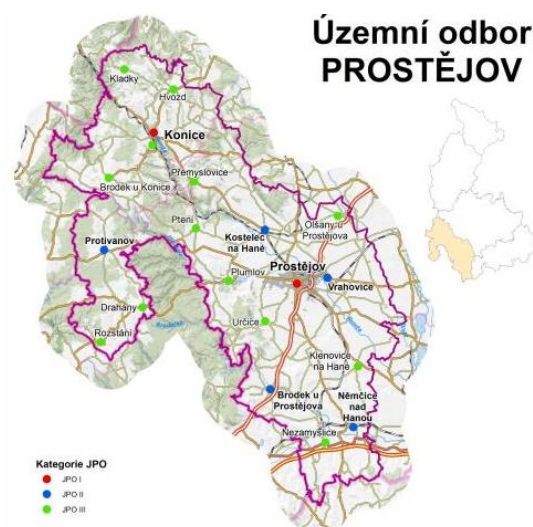 Územní odbor
PROSTĚJOV
Kladky
Hvozd
Konice
Přemyslovice
Brodek u Konice
Ptení
Olšany u
Prostějova
Kostelec
na Hané
Protivanov
Prostějov
Plumlov
Vrahovice
Drahany
Určice
Rozstání
Klenovice
na Hané
Brodek u
Prostějova
Němčice
nad
Hanou
Nezamyslice
Kategorie JPO
JPO I
JPO II
JPO III